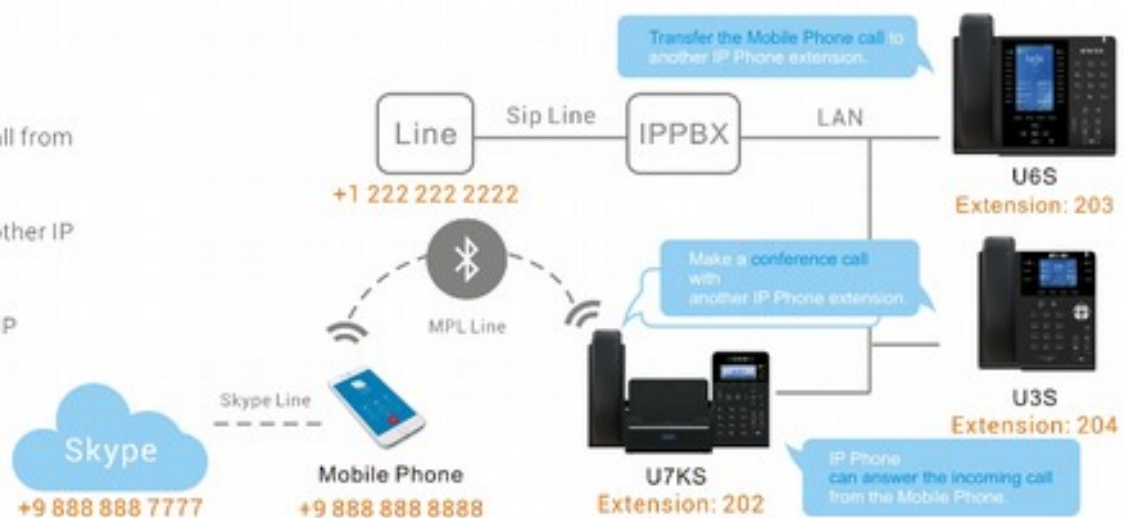 Transfer the Mobile Phone call to
another IP Phone extension.
all from
Line
Sip Line
IPPBX
LAN
+1 222 222 2222
U6S
Extension: 203
other IP
Make a conference call
with
another IP Phone extension.
MPL Line
IP
Skype Line
Skype
+9 888 888 7777
Mobile Phone
+9 888 888 8888
U7KS
Extension: 202
U3S
Extension: 204
IP Phone
can answer the incoming call
from the Mobile Phone.